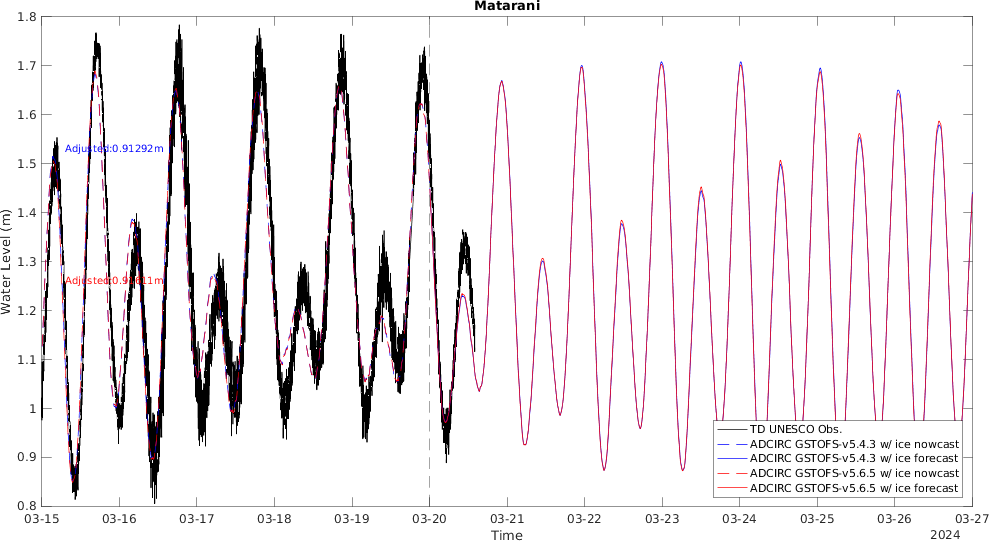 Matarani
1.8
1.7
1.6
1.5
1.4
1.3
1.2
1.1
1
0.9
0.8
Water Level (m)
Adjusted:0.91292m
03-15
03-16
03-17
03-18
03-19
03-20
03-21
03-22
03-23
03-24
03-25
03-26
03-27
Time
2024
TD UNESCO Obs.
ADCIRC GSTOFS-v5.4.3 w/ ice nowcast
ADCIRC GSTOFS-v5.4.3 w/ ice forecast
ADCIRC GSTOFS-v5.6.5 w/ ice nowcast
ADCIRC GSTOFS-v5.6.5 w/ ice forecast